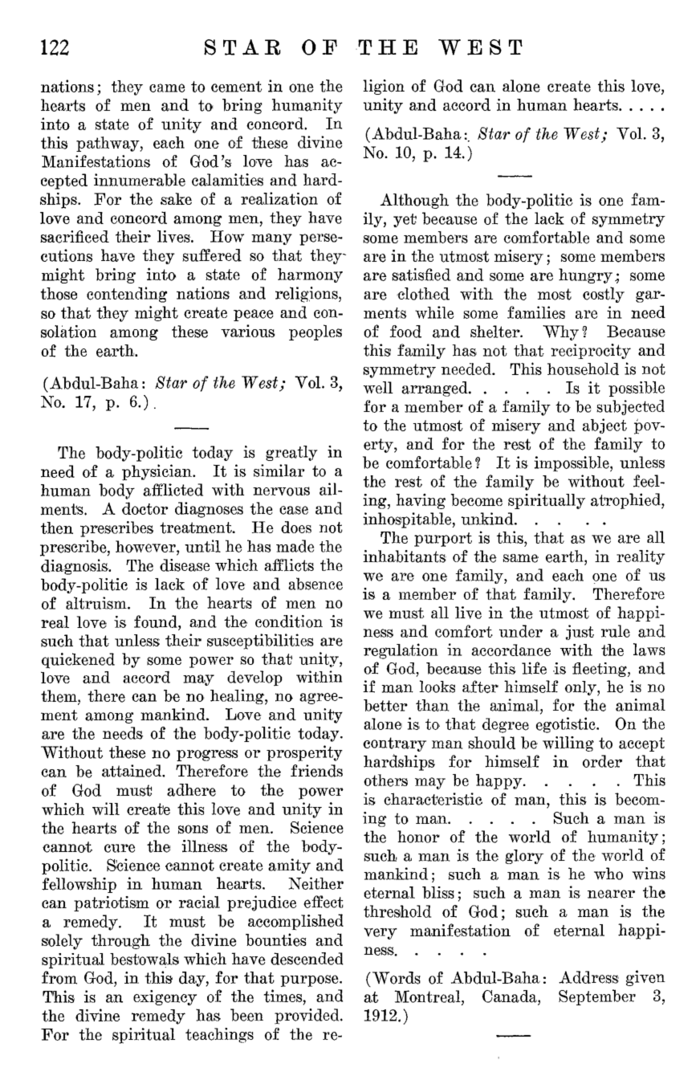 122 STAR OF THE WEST
nations; they came to cement in one the
hearts of men and to bring humanity
into a state of unity and concord. In
this pathway, each one of these divine
Manifestations of God's love has ac-
cepted innumerable calamities and hard-
ships. For the sake of a realization of
love and concord among men, they have
sacrificed their lives. How many perse-
cutions have they suffered so that they
might bring into a state of harmony
those contending nations and religions,
so that they might create peace and con-
solation among these various peoples
of the earth.
(Abdul-Baha: Star of the West; Vol. 3,
No. 17, p. 6.)
The body-politic today is greatly in
need of a physician. It is similar to a
human body afflicted with nervous ail-
ments. A doctor diagnoses the case and
then prescribes treatment. He does not
prescribe, however, until he has made the
diagnosis. The disease which afflicts the
body-politic is lack of love and absence
of altruism. In the hearts of men no
real love is found, and the condition is
such that unless their susceptibilities are
quickened by some power so that unity,
love and accord may develop within
them, there can be no healing, no agree-
ment among mankind. Love and unity
are the needs of the body-politic today.
Without these no progress or prosperity
can be attained. Therefore the friends
of God must adhere to the power
which will create this love and unity in
the hearts of the sons of men. Science
cannot cure the illness of the body-
politic. Science cannot create amity and
fellowship in human hearts. Neither
can patriotism or racial prejudice effect
a remedy. It must be accomplished
solely through the divine bounties and
spiritual bestowals which have descended
from God, in this day, for that purpose.
This is an exigency of the times, and
the divine remedy has been provided.
For the spiritual teachings of the re-
ligion of God can alone create this love,
unity and accord in human hearts. . . . .
(Abdul-Baha: Star of the West; Vol. 3,
No. 10, p. 14.)
Although the body-politic is one fam-
ily, yet because of the lack of symmetry
some members are comfortable and some
are in the utmost misery; some members
are satisfied and some are hungry; some
are clothed with the most costly gar-
ments while some families are in need
of food and shelter. Why? Because
this family has not that reciprocity and
symmetry needed. This household is not
well arranged. . . . . Is it possible
for a member of a family to be subjected
to the utmost of misery and abject pov-
erty, and for the rest of the family to
be comfortable? It is impossible, unless
the rest of the family be without feel-
ing, having become spiritually atrophied,
inhospitable, unkind. . . . .
The purport is this, that as we are all
inhabitants of the same earth, in reality
we are one family, and each one of us
is a member of that family. Therefore
we must all live in the utmost of happi-
ness and comfort under a just rule and
regulation in accordance with the laws
of God, because this life is fleeting, and
if man looks after himself only, he is no
better than the animal, for the animal
alone is to that degree egotistic. On the
contrary man should be willing to accept
hardships for himself in order that
others may be happy. . . . . This
is characteristic of man, this is becom-
ing to man. . . . . Such a man is
the honor of the world of humanity;
such a man is the glory of the world of
mankind; such a man is he who wins
eternal bliss; such a man is nearer the
threshold of God; such a man is the
very manifestation of eternal happi-
ness. . . . .
(Words of Abdul-Baha: Address given
at Montreal, Canada, September 3,
1912.)